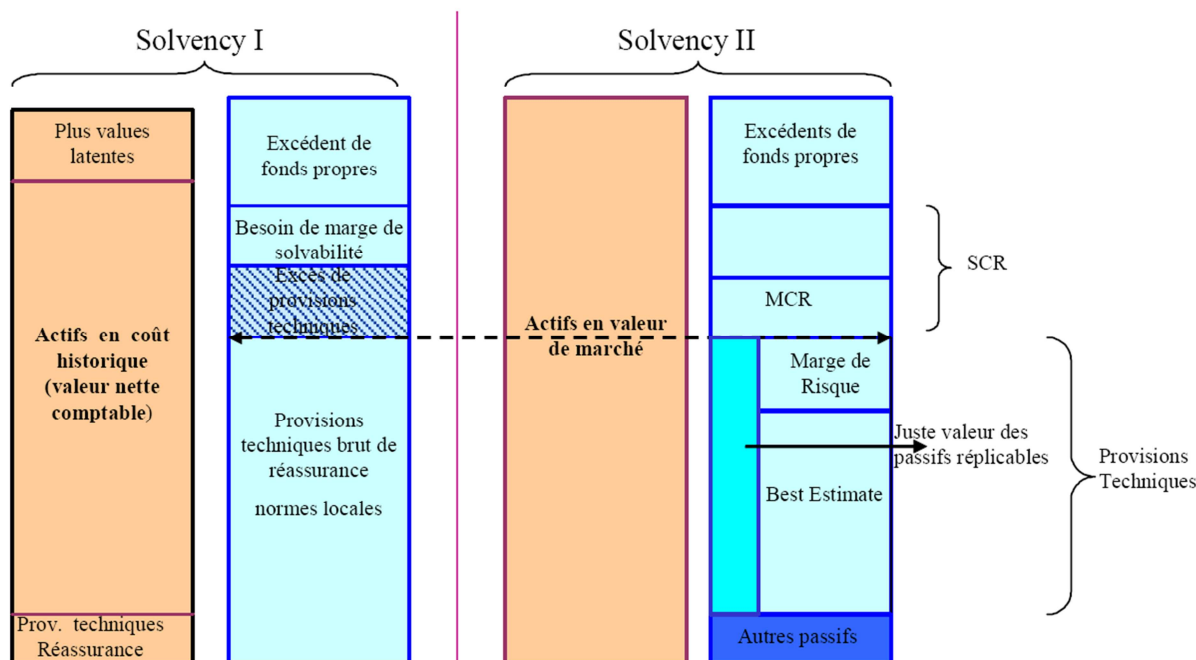 Solvency I
Plus values
latentes
Actifs en coût
historique
(valeur nette
comptable)
Prov. techniques
Réassurance
Excédent de
fonds propres
Besoin de marge de
solvabilité
Excès de
provisions
techniques
Provisions
techniques brut de
réassurance
normes locales
Solvency II
Actifs en valeur
de marché
Excédents de
fonds propres
MCR
SCR
Marge de
Risque
Best Estimate
Juste valeur des
passifs réplicables
Provisions
Techniques
Autres passifs